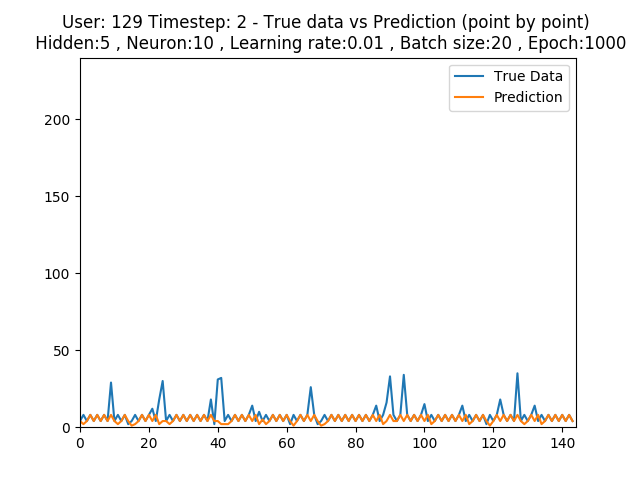 User: 129 Timestep: 2 - True data vs Prediction (point by point)
Hidden:5 , Neuron:10 , Learning rate:0.01 , Batch size:20 , Epoch:1000
True Data
Prediction
200
150
100
50
0
0 20 40 60 80 100 120 140